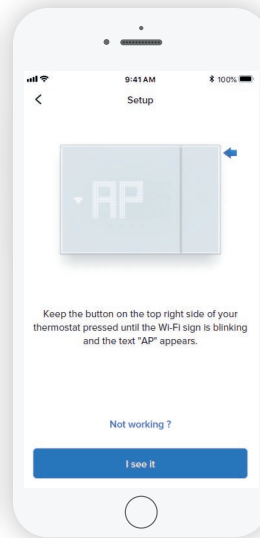 9:41 AM
100%
Setup
AP
Keep the button on the top right side of your
thermostat pressed until the Wi-Fi sign is blinking
and the text "AP" appears.
Not working ?
I see it